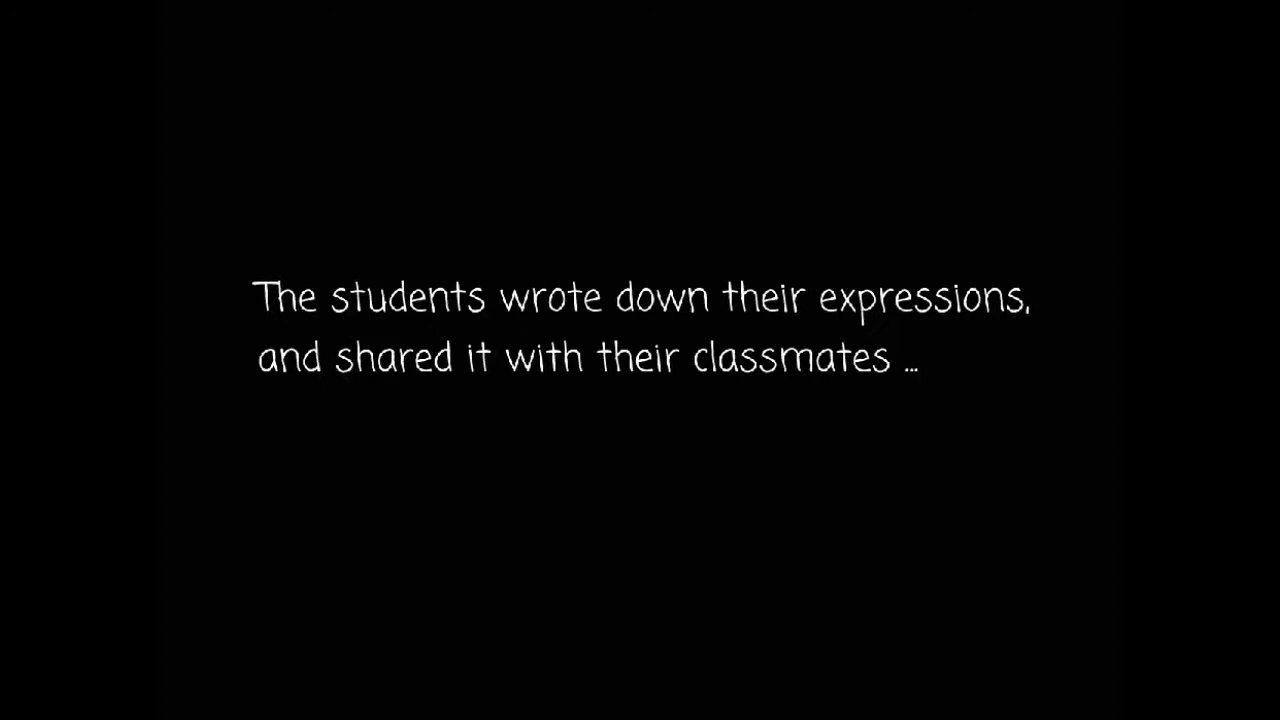 The students wrote down their expressions,
and shared it with their classmates ...